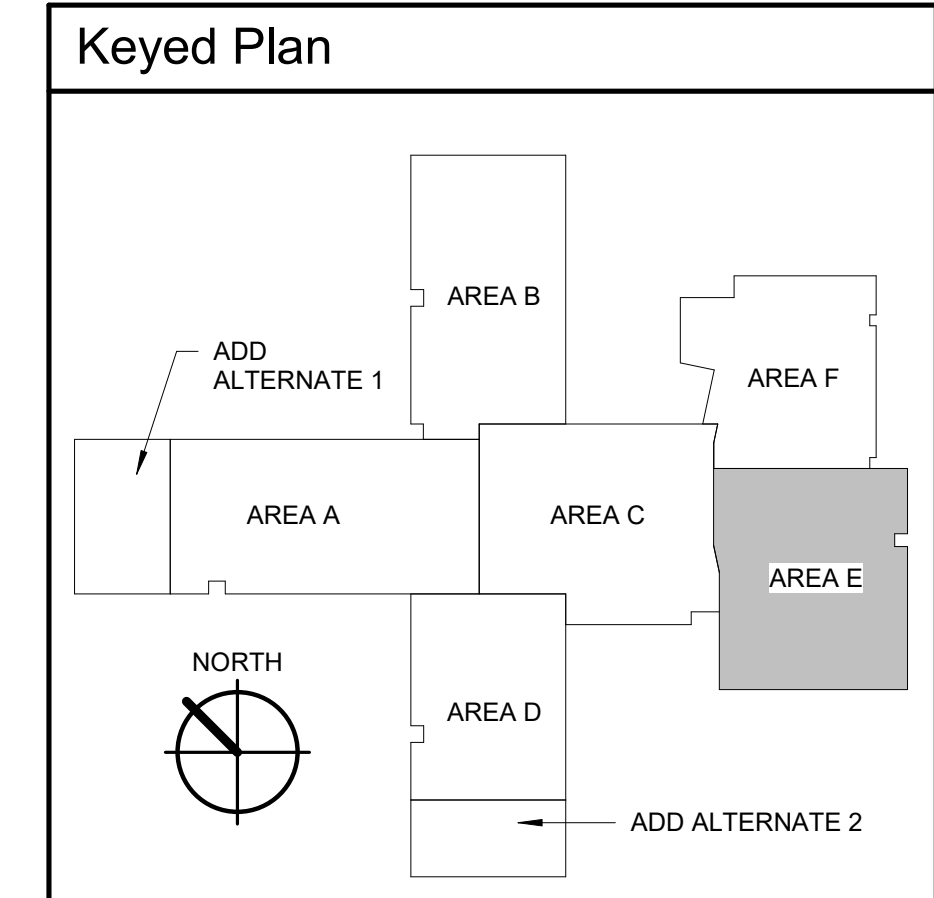 Keyed Plan
AREA B
ADD
ALTERNATE 1
AREA F
AREA A
AREA C
AREA E
NORTH
AREA D
ADD ALTERNATE 2